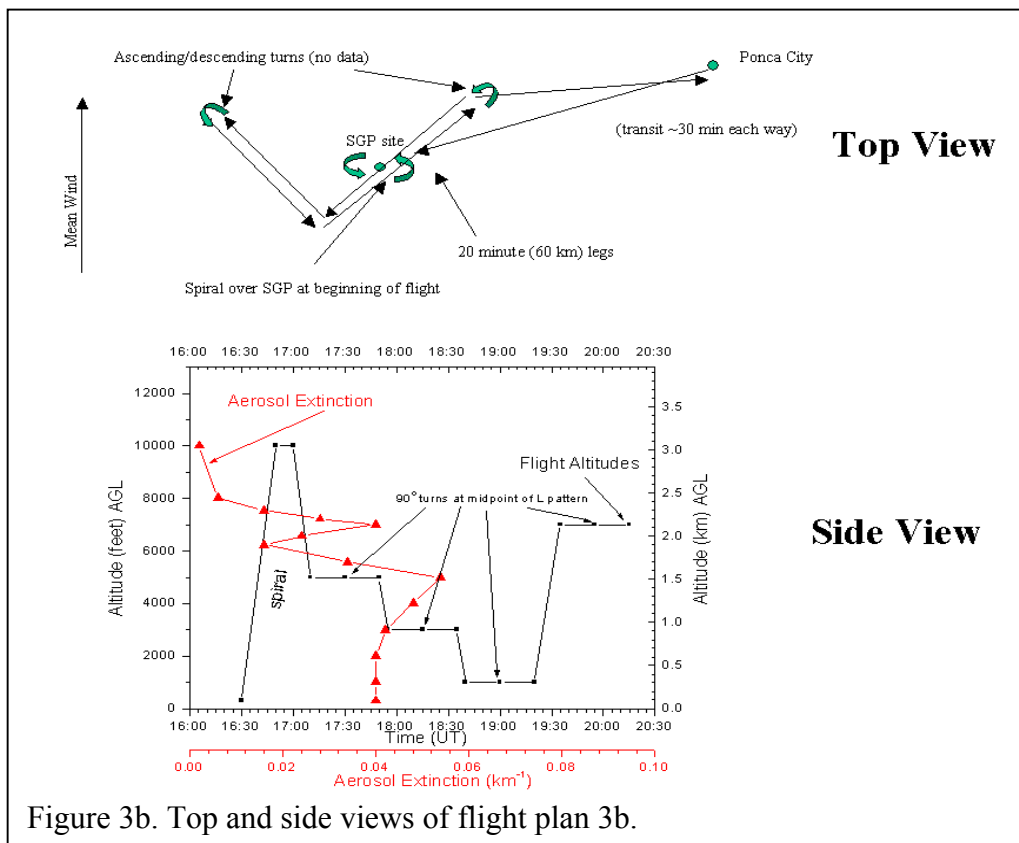 Ascending/descending turns (no data)
Ponca City
SGP site
(transit ~30 min each way)
Top View
Mean Wind
20 minute (60 km) legs
Spiral over SGP at beginning of flight
16:00 16:30 17:00 17:30 18:00 18:30 19:00 19:30 20:00 20:30
12000
10000
8000
6000
4000
2000
0
Altitude (feet) AGL
3.5
3.0
2.5
2.0
1.5
1.0
0.5
0.0
Altitude (km) AGL
Aerosol Extinction
Flight Altitudes
90° turns at midpoint of L pattern
spiral
Side View
16:00 16:30 17:00 17:30 18:00 18:30 19:00 19:30 20:00 20:30
Time (UT)
0.00 0.02 0.04 0.06 0.08 0.10
Aerosol Extinction (km⁻¹)
Figure 3b. Top and side views of flight plan 3b.